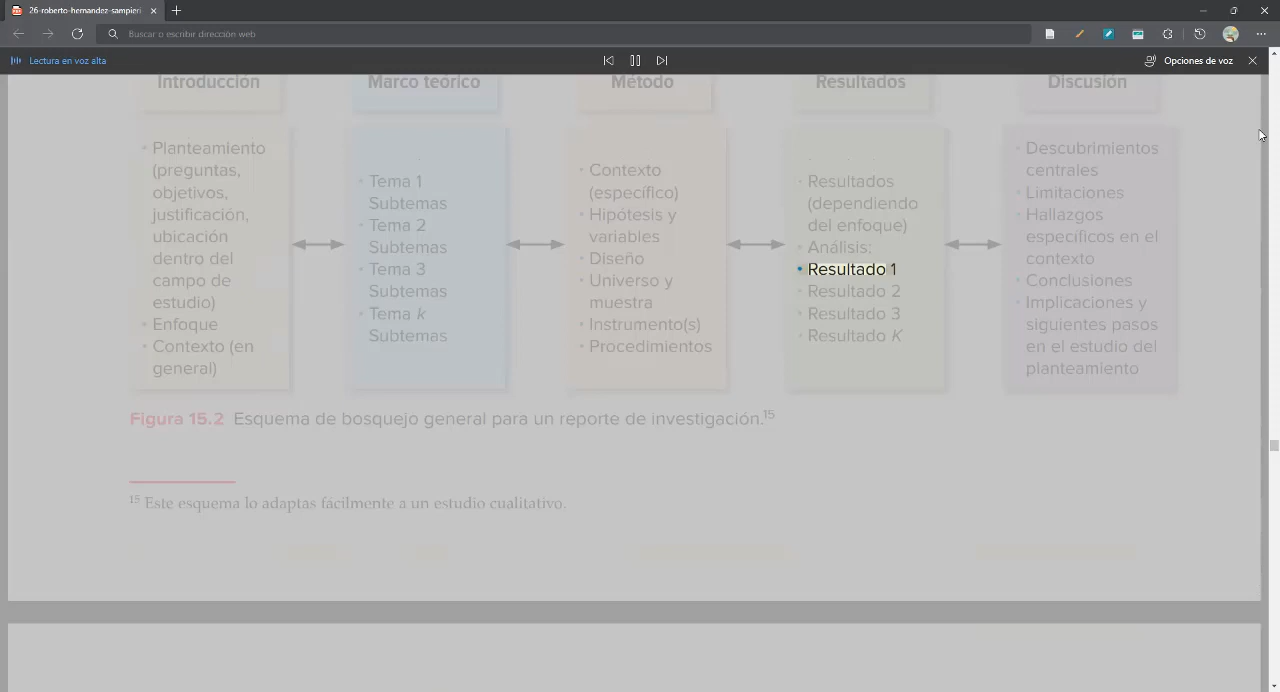 26-roberto-hernandez-sampieri
Buscar o escribir dirección web
Lectura en voz alta
Opciones de voz
Introducción
Planteamiento
(preguntas,
objetivos,
justificación,
ubicación
dentro del
campo de
estudio)
Enfoque
Contexto (en
general)
Marco teórico
Tema 1
Subtemas
Tema 2
Subtemas
Tema 3
Subtemas
Tema k
Subtemas
Método
Contexto
(específico)
Hipótesis y
variables
Diseño
Universo y
muestra
Instrumento(s)
Procedimientos
Resultados
Resultados
(dependiendo
del enfoque)
Análisis:
Resultado 1
Resultado 2
Resultado 3
Resultado K
Discusión
Descubrimientos
centrales
Limitaciones
Hallazgos
específicos en el
contexto
Conclusiones
Implicaciones y
siguientes pasos
en el estudio del
planteamiento
Figura 15.2 Esquema de bosquejo general para un reporte de investigación.15
15 Este esquema lo adaptas fácilmente a un estudio cualitativo.